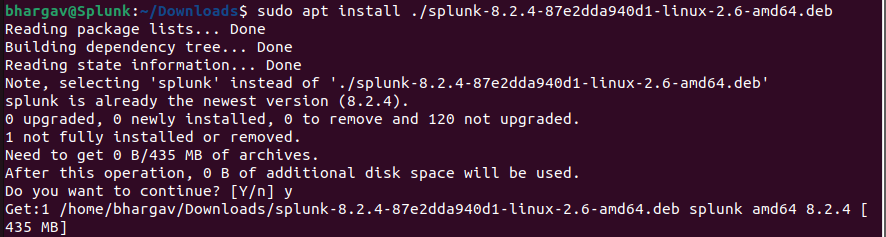 bhargav@Splunk:~/Downloads$ sudo apt install ./splunk-8.2.4-87e2dda940d1-linux-2.6-amd64.deb
Reading package lists... Done
Building dependency tree... Done
Reading state information... Done
Note, selecting 'splunk' instead of './splunk-8.2.4-87e2dda940d1-linux-2.6-amd64.deb'
splunk is already the newest version (8.2.4).
0 upgraded, 0 newly installed, 0 to remove and 120 not upgraded.
1 not fully installed or removed.
Need to get 0 B/435 MB of archives.
After this operation, 0 B of additional disk space will be used.
Do you want to continue? [Y/n] y
Get:1 /home/bhargav/Downloads/splunk-8.2.4-87e2dda940d1-linux-2.6-amd64.deb splunk amd64 8.2.4 [
435 MB]